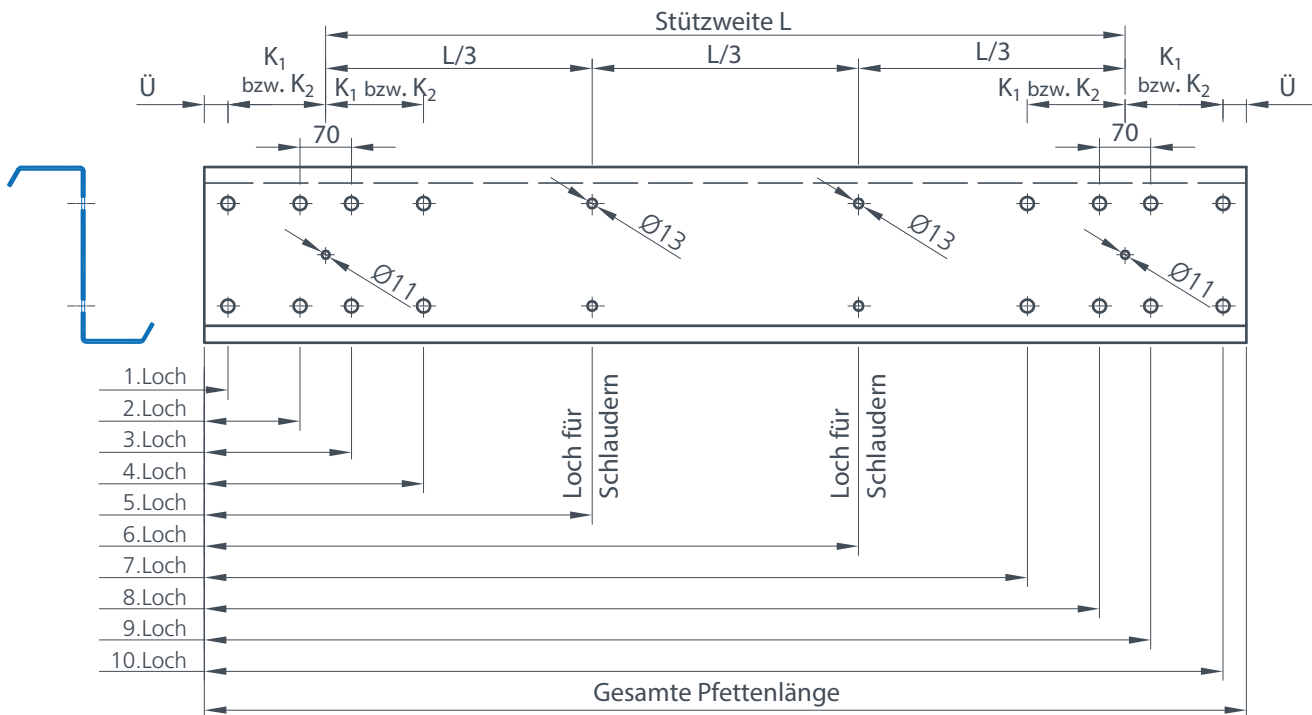 Stützweite L
L/3
L/3
L/3
K₁
bzw. K₂
K₁ bzw. K₂
K₁ bzw. K₂
K₁
bzw. K₂
Ü
Ü
70
70
Ø13
Ø13
Ø11
Ø11
1.Loch
2.Loch
3.Loch
4.Loch
5.Loch
6.Loch
7.Loch
8.Loch
9.Loch
10.Loch
Loch für
Schlaudern
Loch für
Schlaudern
Gesamte Pfettenlänge